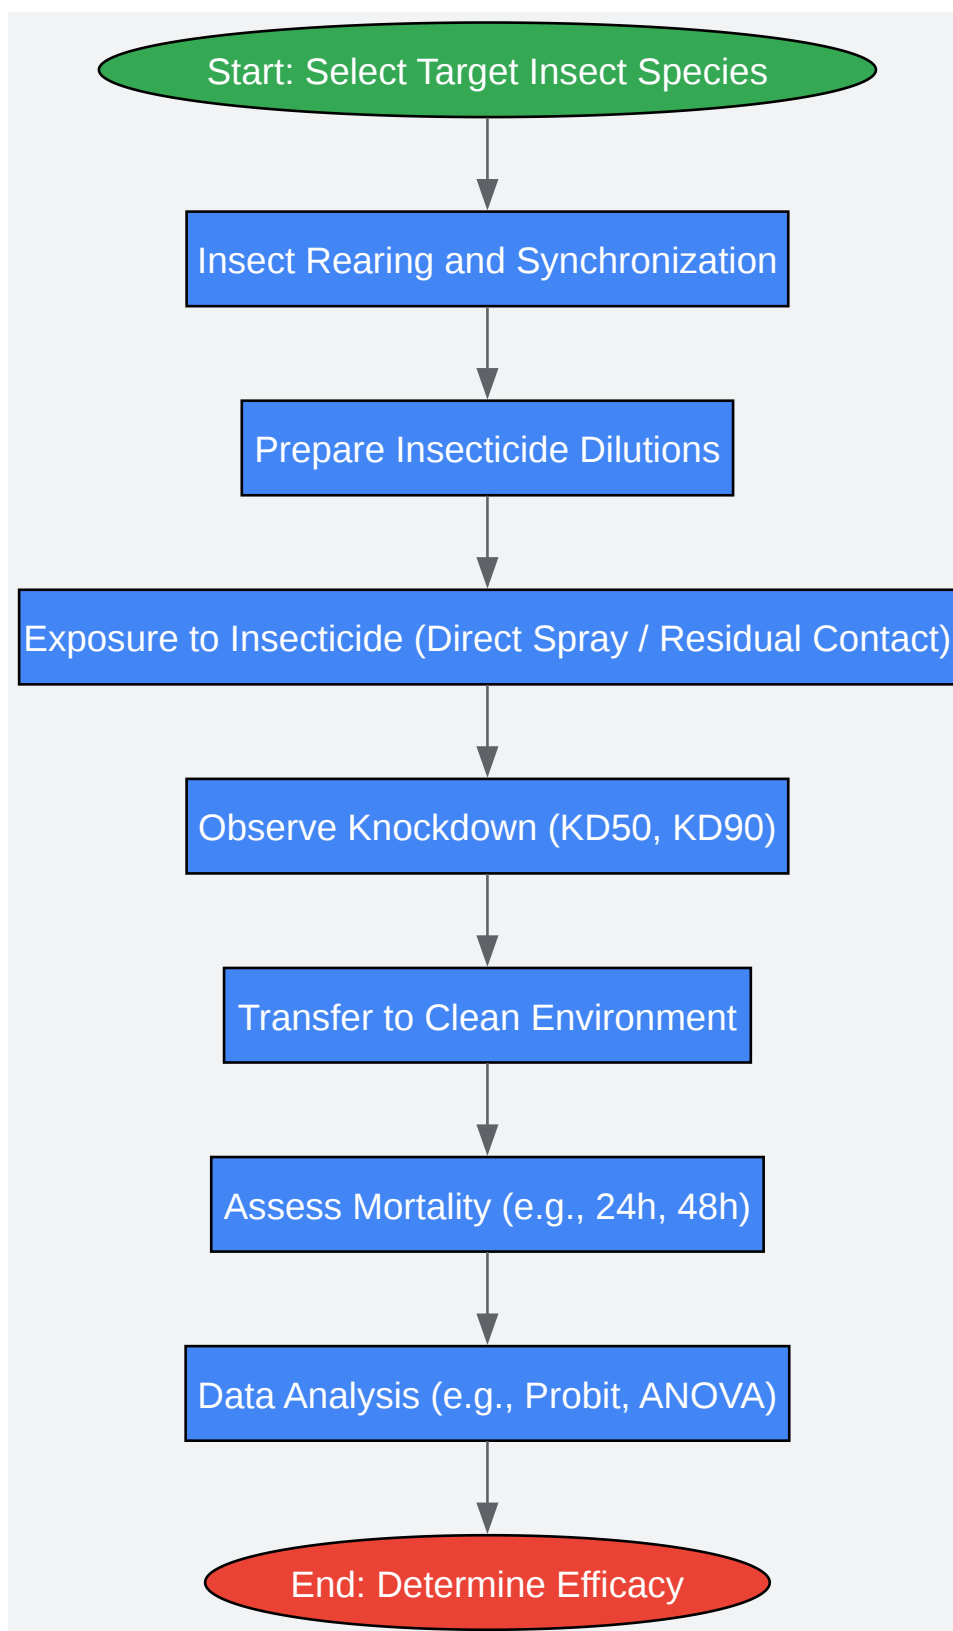 Start: Select Target Insect Species
Insect Rearing and Synchronization
Prepare Insecticide Dilutions
Exposure to Insecticide (Direct Spray / Residual Contact)
Observe Knockdown (KD50, KD90)
Transfer to Clean Environment
Assess Mortality (e.g., 24h, 48h)
Data Analysis (e.g., Probit, ANOVA)
End: Determine Efficacy